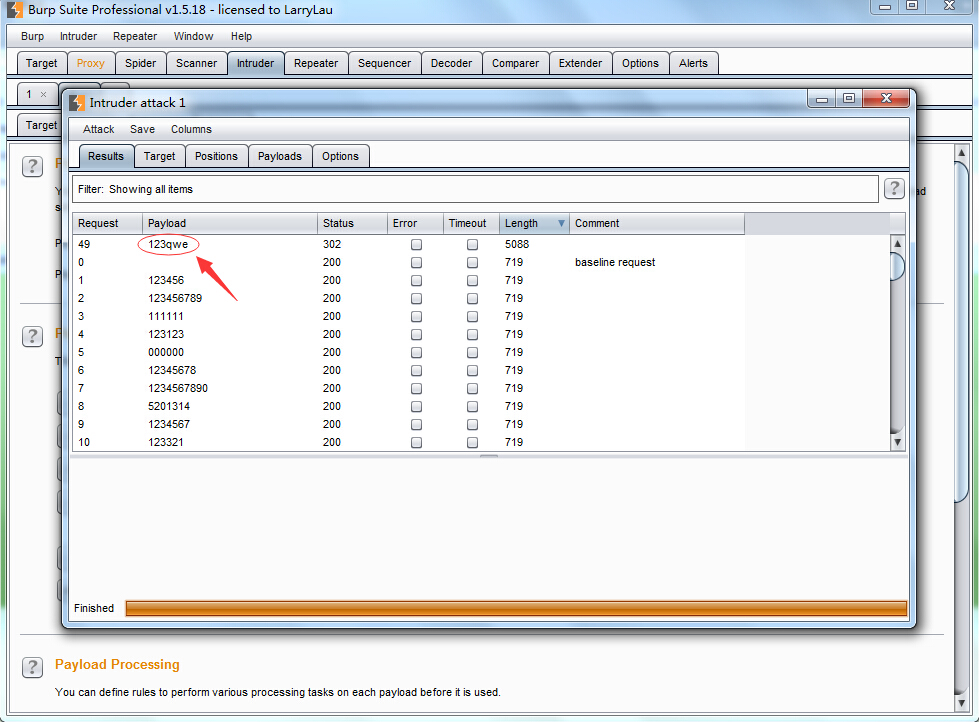 Burp Suite Professional v1.5.18 - licensed to LarryLau
Burp Intruder Repeater Window Help
Target Proxy Spider Scanner Intruder Repeater Sequencer Decoder Comparer Extender Options Alerts
1 ×
Intruder attack 1
Target
Attack Save Columns
Results Target Positions Payloads Options
?
Filter: Showing all items ?
Request Payload Status Error Timeout Length Comment
49 123qwe 302 5088
0 200 719 baseline request
1 123456 200 719
2 123456789 200 719
3 111111 200 719
?
4 123123 200 719
5 000000 200 719
6 12345678 200 719
7 1234567890 200 719
8 5201314 200 719
9 1234567 200 719
10 123321 200 719
Finished
? Payload Processing
You can define rules to perform various processing tasks on each payload before it is used.